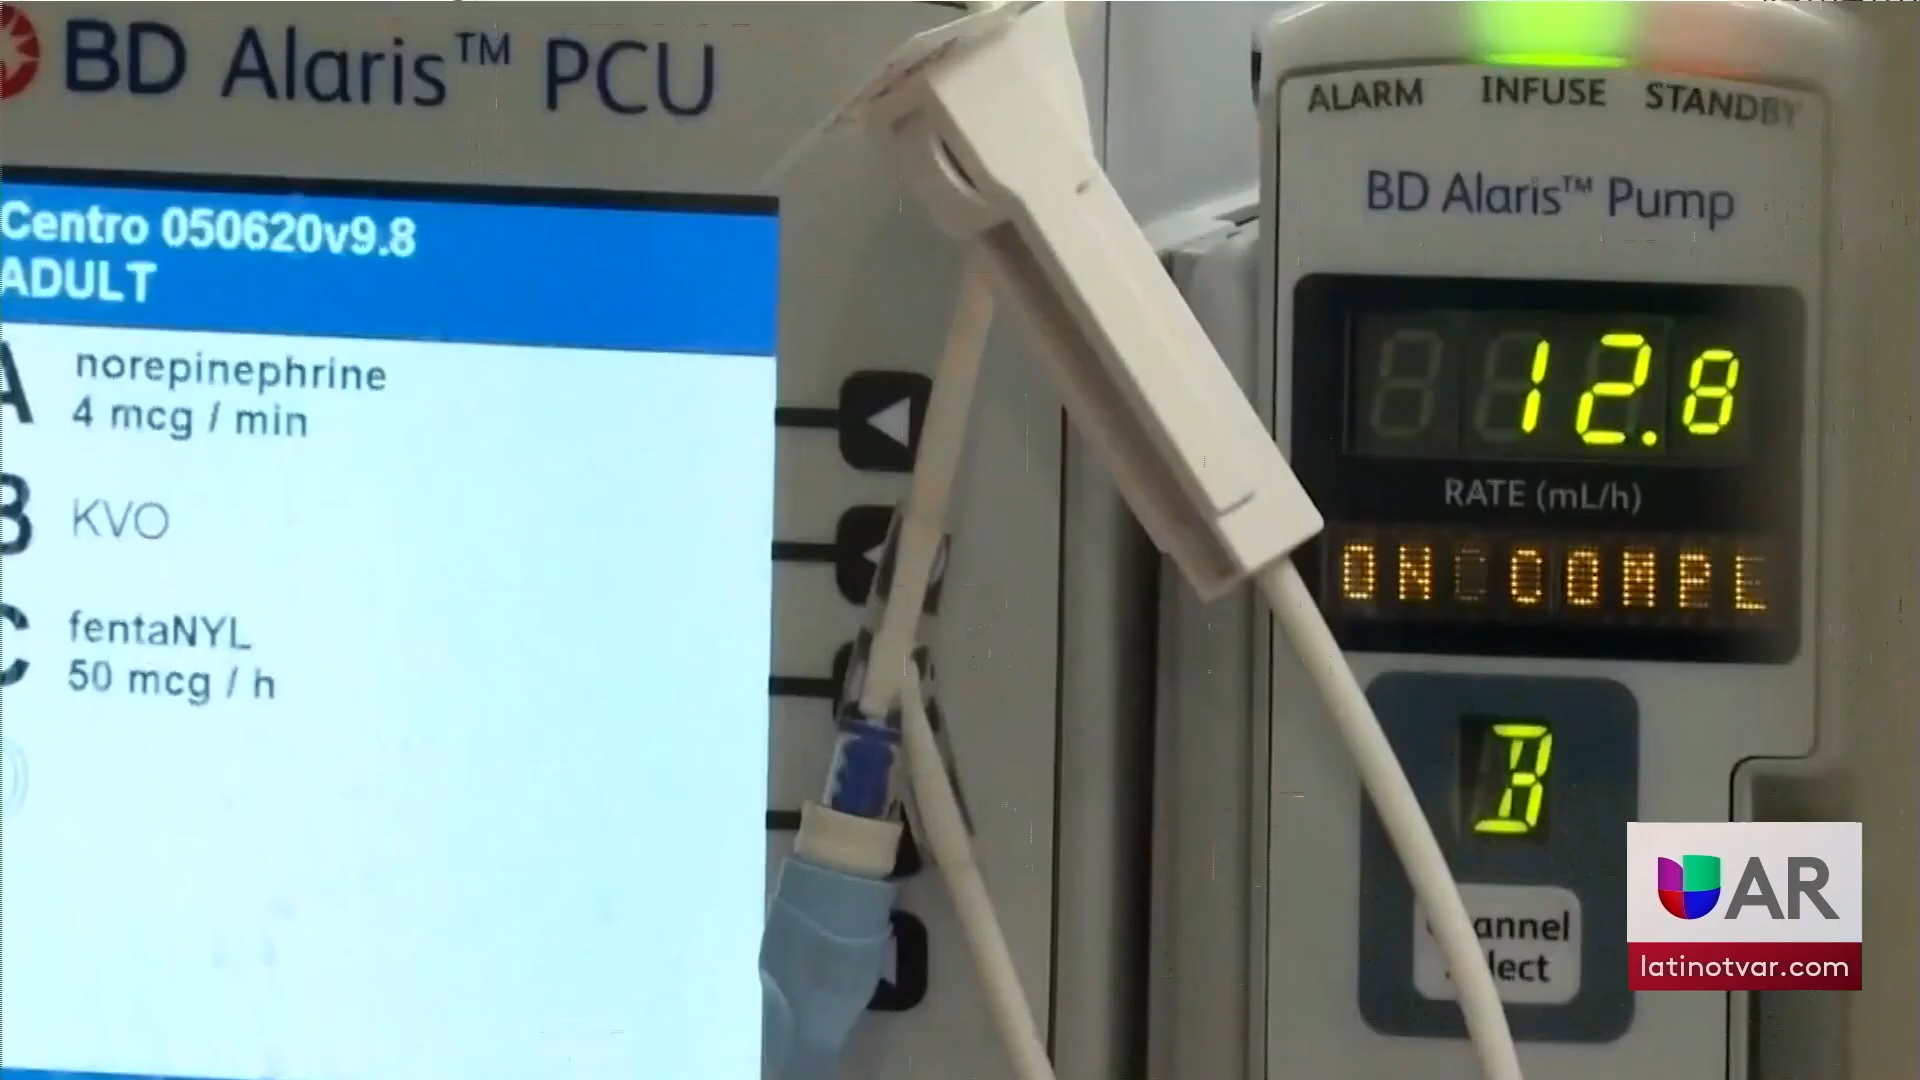 BD Alaris™ PCU
Centro 050620v9.8
ADULT
A norepinephrine
4 mcg / min
B KVO
C fentaNYL
50 mcg / h
ALARM INFUSE STANDBY
BD Alaris™ Pump
12.8
RATE (mL/h)
ON COMPL
B
UAR
latinotvar.com